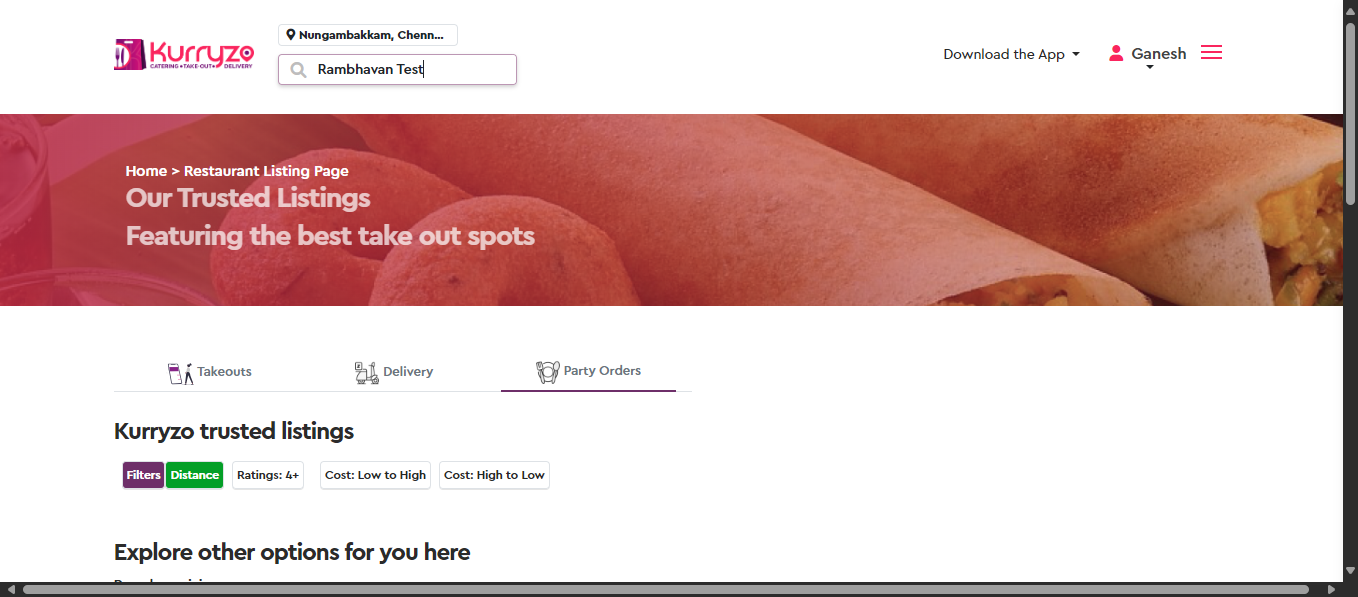 Nungambakkam, Chenn...
Kurryzo
CATERING • TAKE-OUT • DELIVERY
Rambhavan Test
Download the App
Ganesh
Home > Restaurant Listing Page
Our Trusted Listings
Featuring the best take out spots
Takeouts
Delivery
Party Orders
Kurryzo trusted listings
Filters
Distance
Ratings: 4+
Cost: Low to High
Cost: High to Low
Explore other options for you here